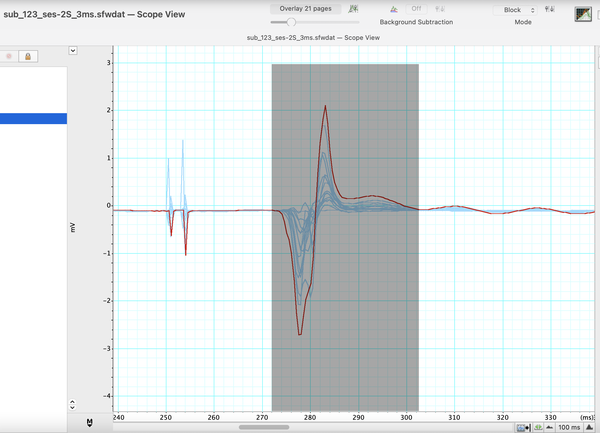 Overlay 21 pages
Off
Block
sub_123_ses-2S_3ms.sfwdat — Scope View
Background Subtraction
Mode
sub_123_ses-2S_3ms.sfwdat — Scope View
3
2
1
0
mV
-1
-2
-3
-4
240 250 260 270 280 290 300 310 320 330 (ms)
100 ms